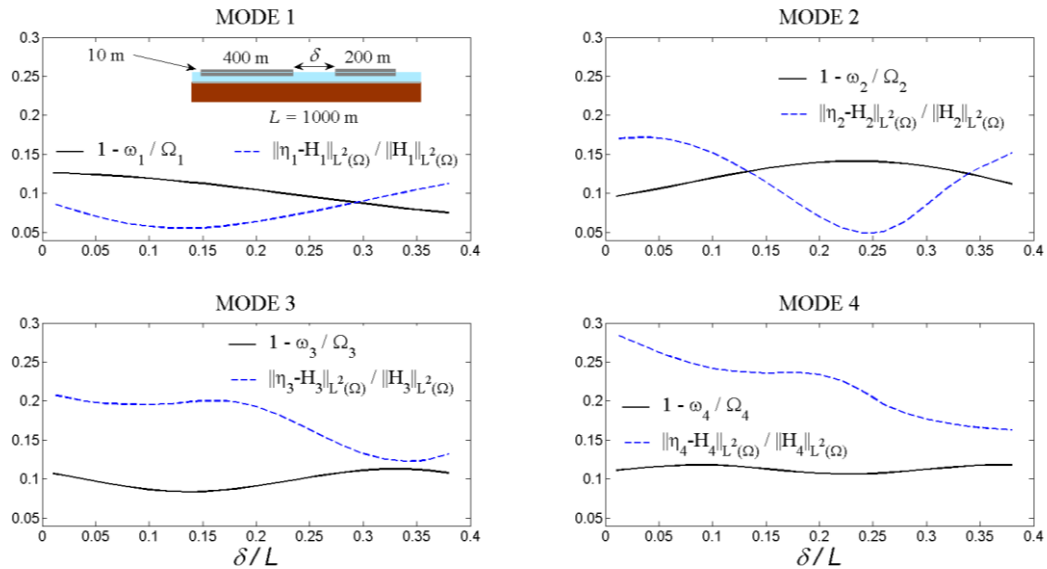 MODE 1
0.3
0.25
0.2
0.15
0.1
0.05
10 m
400 m
δ
200 m
L = 1000 m
1 - ω₁ / Ω₁
||η₁-H₁||_L²(Ω) / ||H₁||_L²(Ω)
0 0.05 0.1 0.15 0.2 0.25 0.3 0.35 0.4
MODE 2
0.3
0.25
0.2
0.15
0.1
0.05
1 - ω₂ / Ω₂
||η₂-H₂||_L²(Ω) / ||H₂||_L²(Ω)
0 0.05 0.1 0.15 0.2 0.25 0.3 0.35 0.4
MODE 3
0.3
0.25
0.2
0.15
0.1
0.05
1 - ω₃ / Ω₃
||η₃-H₃||_L²(Ω) / ||H₃||_L²(Ω)
0 0.05 0.1 0.15 0.2 0.25 0.3 0.35 0.4
δ / L
MODE 4
0.3
0.25
0.2
0.15
0.1
0.05
1 - ω₄ / Ω₄
||η₄-H₄||_L²(Ω) / ||H₄||_L²(Ω)
0 0.05 0.1 0.15 0.2 0.25 0.3 0.35 0.4
δ / L